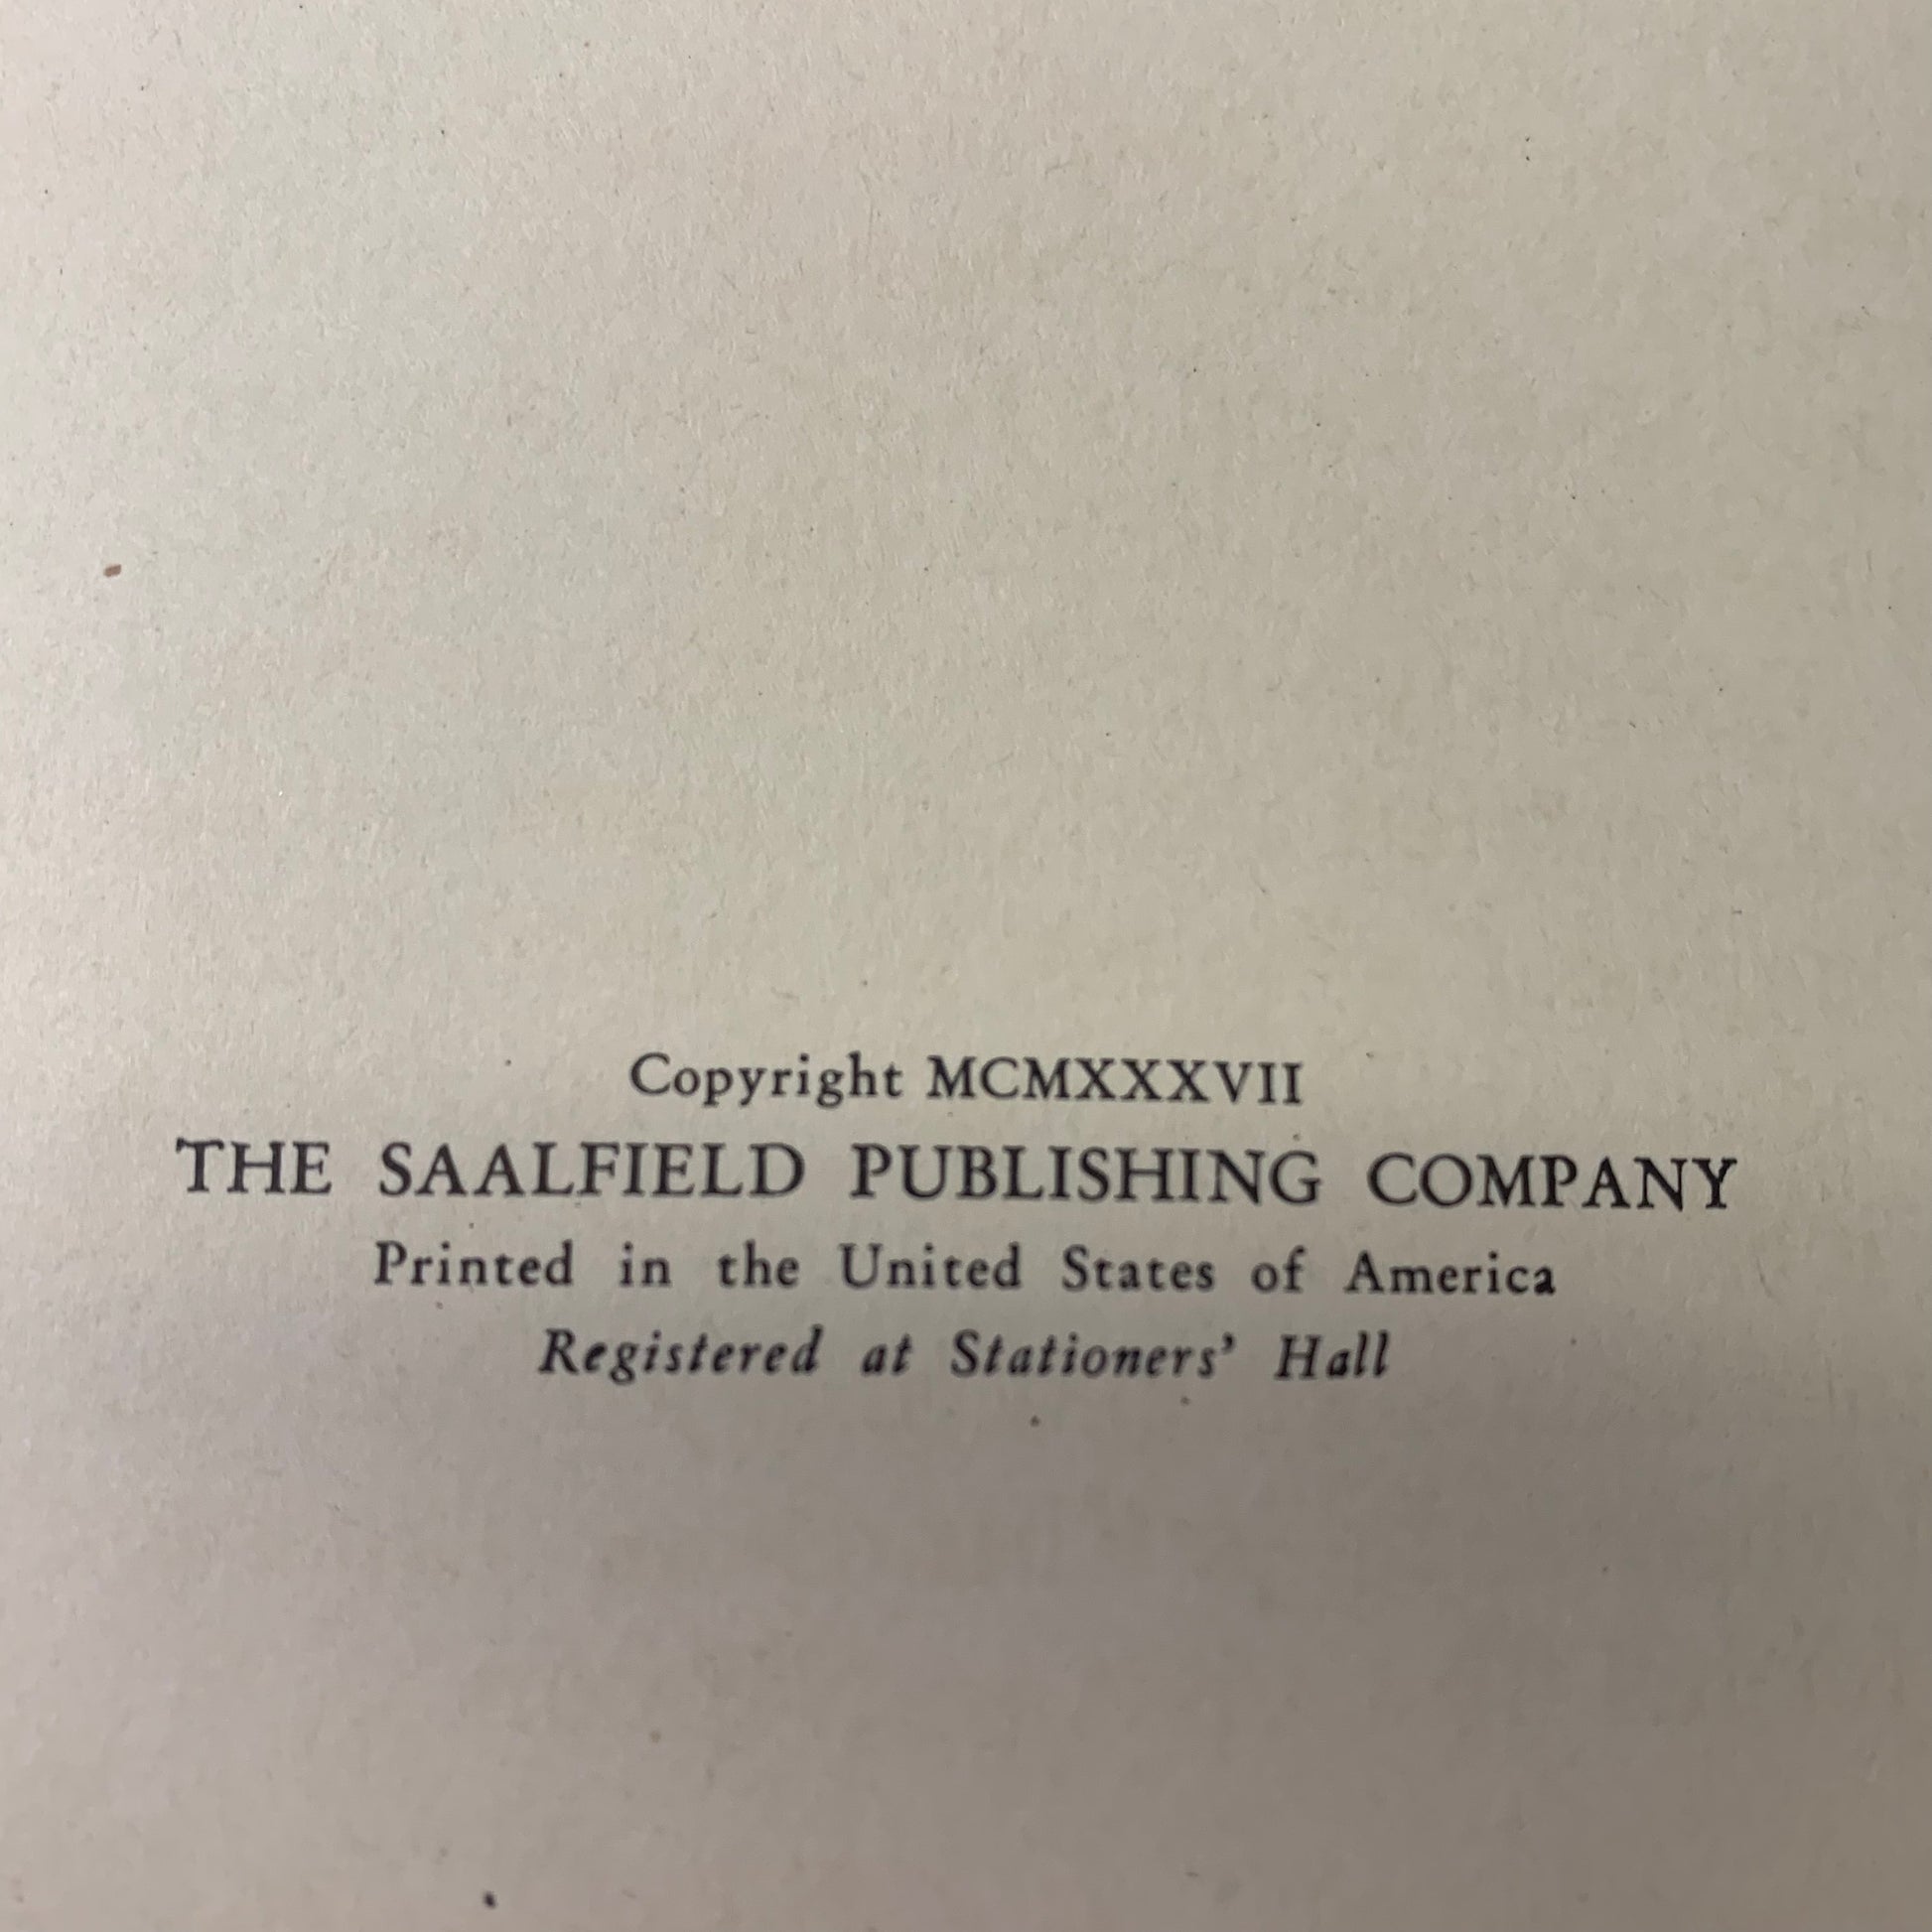 Copyright MCMXXXVII
THE SAALFIELD PUBLISHING COMPANY
Printed in the United States of America
Registered at Stationers' Hall